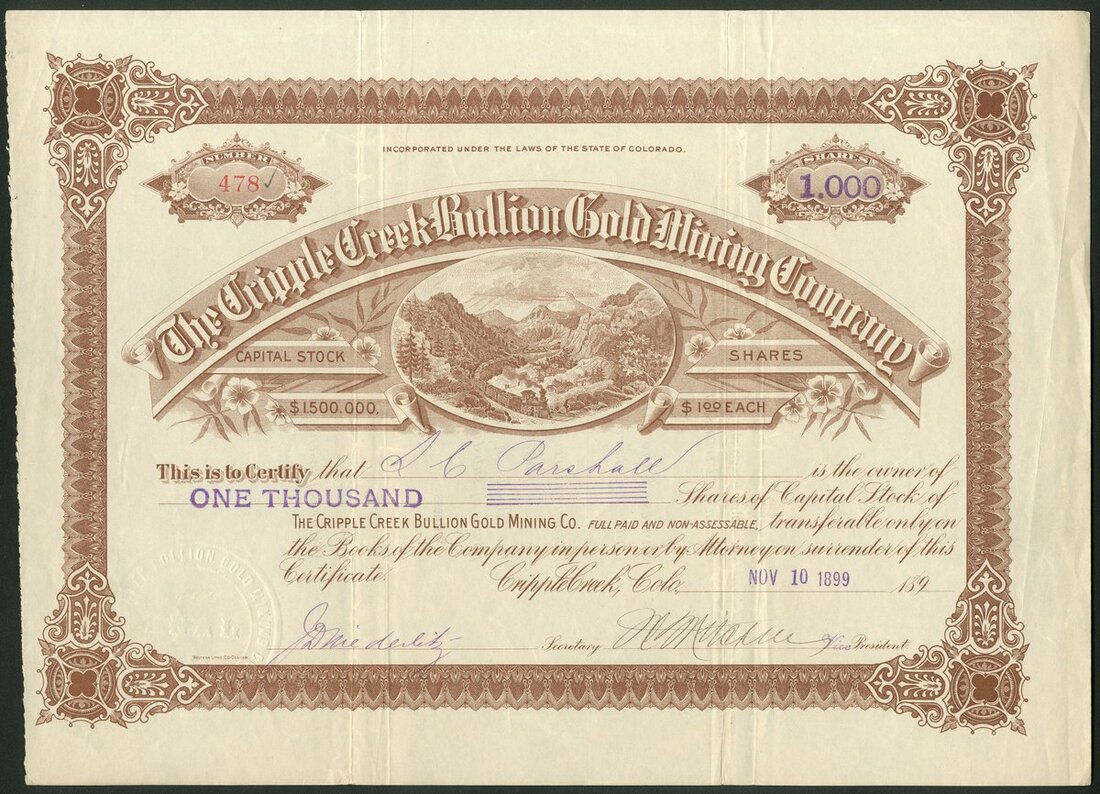 INCORPORATED UNDER THE LAWS OF THE STATE OF COLORADO.
NUMBER
478✓
SHARES
1.000
The Cripple Creek Bullion Gold Mining Company
CAPITAL STOCK
SHARES
$1.500.000.
$1.00 EACH
This is to Certify that L C Parshall is the owner of
ONE THOUSAND Shares of Capital Stock of
THE CRIPPLE CREEK BULLION GOLD MINING CO. FULL PAID AND NON-ASSESSABLE, transferable only on
the Books of the Company in person or by Attorney on surrender of this
Certificate. Cripple Creek, Colo. NOV 10 1899 189
Secretary Vice President